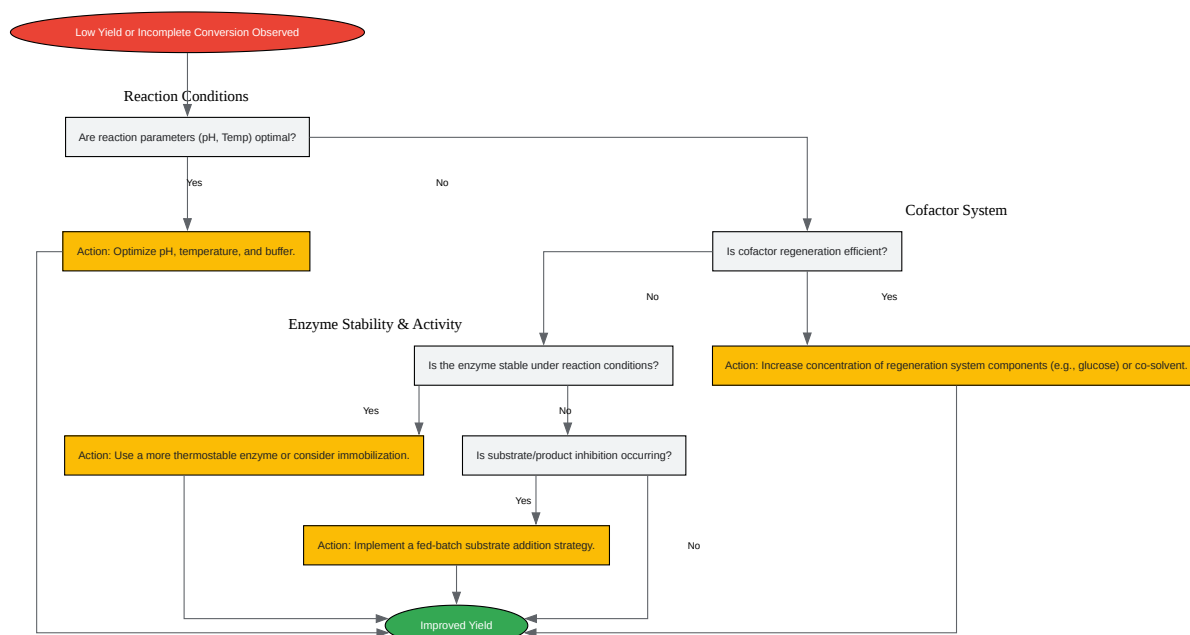 Low Yield or Incomplete Conversion Observed
Reaction Conditions
Are reaction parameters (pH, Temp) optimal?
Yes
No
Cofactor System
Action: Optimize pH, temperature, and buffer.
Is cofactor regeneration efficient?
No
Yes
Enzyme Stability & Activity
Is the enzyme stable under reaction conditions?
Action: Increase concentration of regeneration system components (e.g., glucose) or co-solvent.
Yes
No
Action: Use a more thermostable enzyme or consider immobilization.
Is substrate/product inhibition occurring?
Yes
Action: Implement a fed-batch substrate addition strategy.
No
Improved Yield